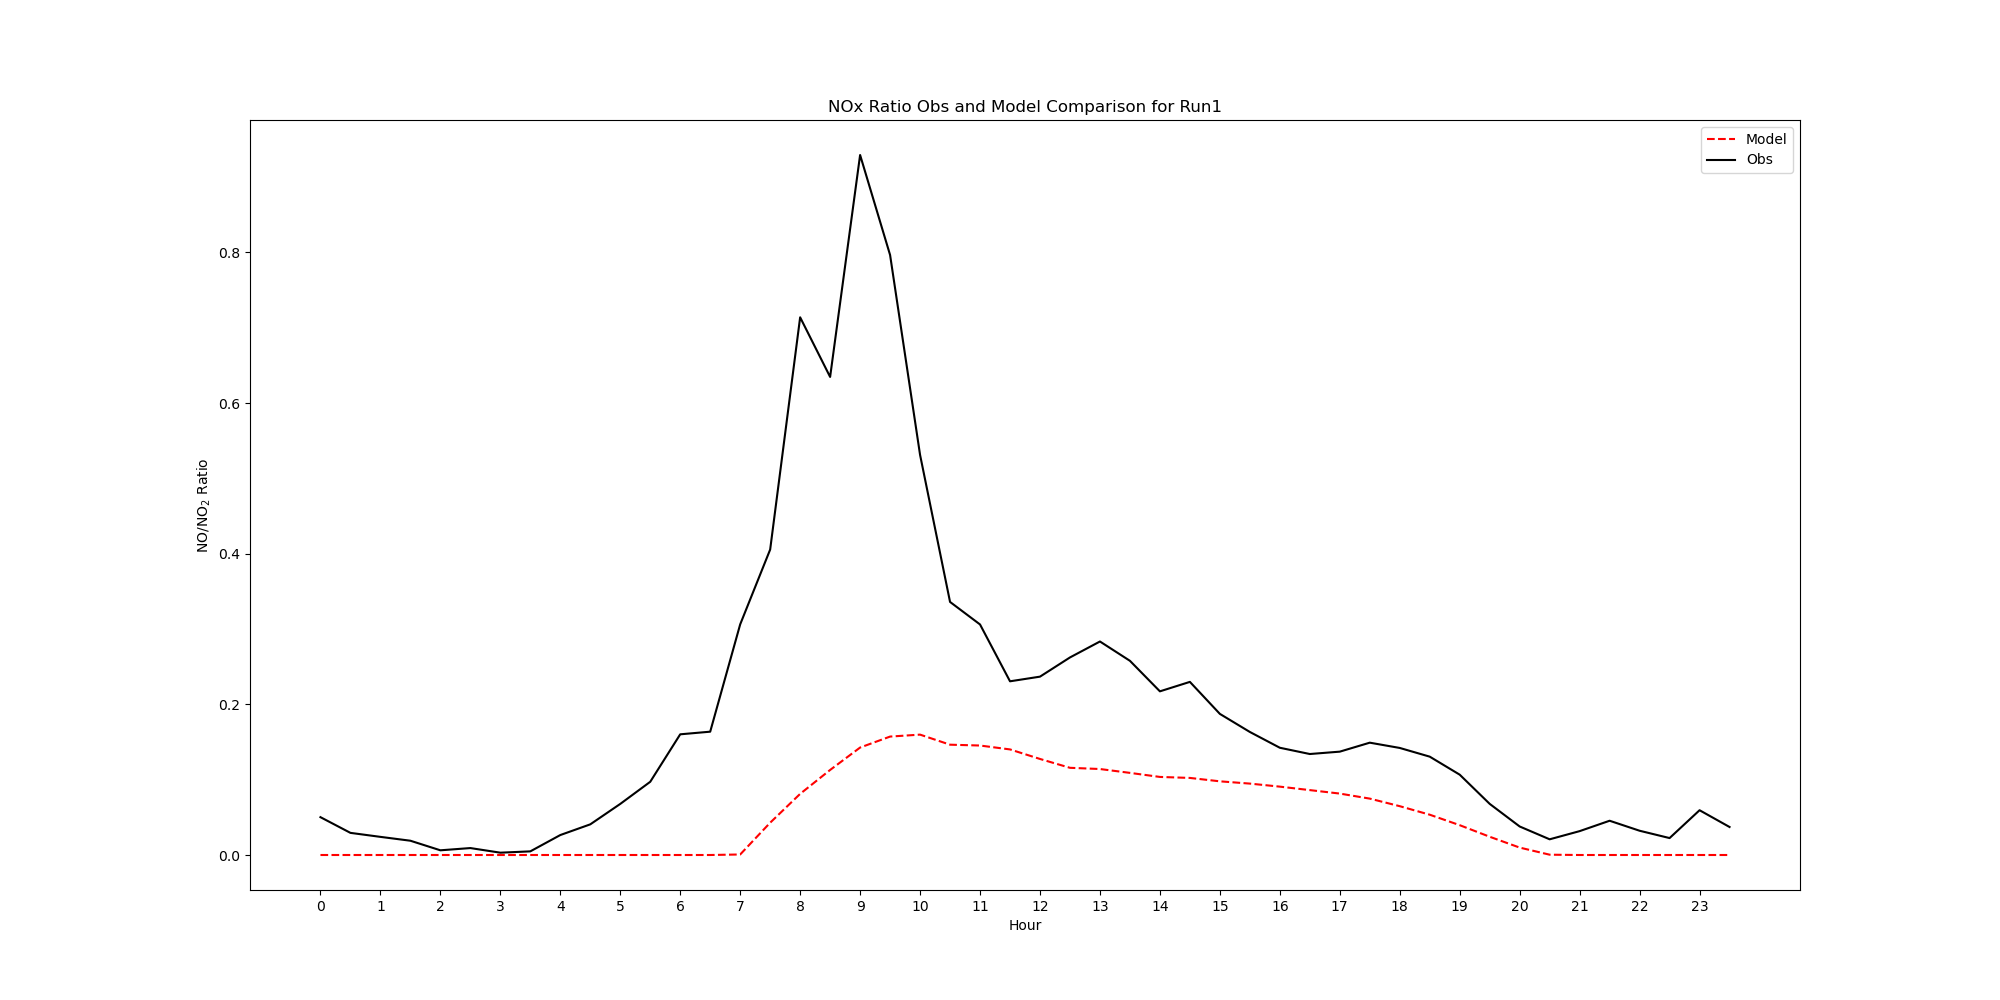 NOx Ratio Obs and Model Comparison for Run1
Model
Obs
0.8
0.6
0.4
0.2
0.0
NO/NO₂ Ratio
0 1 2 3 4 5 6 7 8 9 10 11 12 13 14 15 16 17 18 19 20 21 22 23
Hour